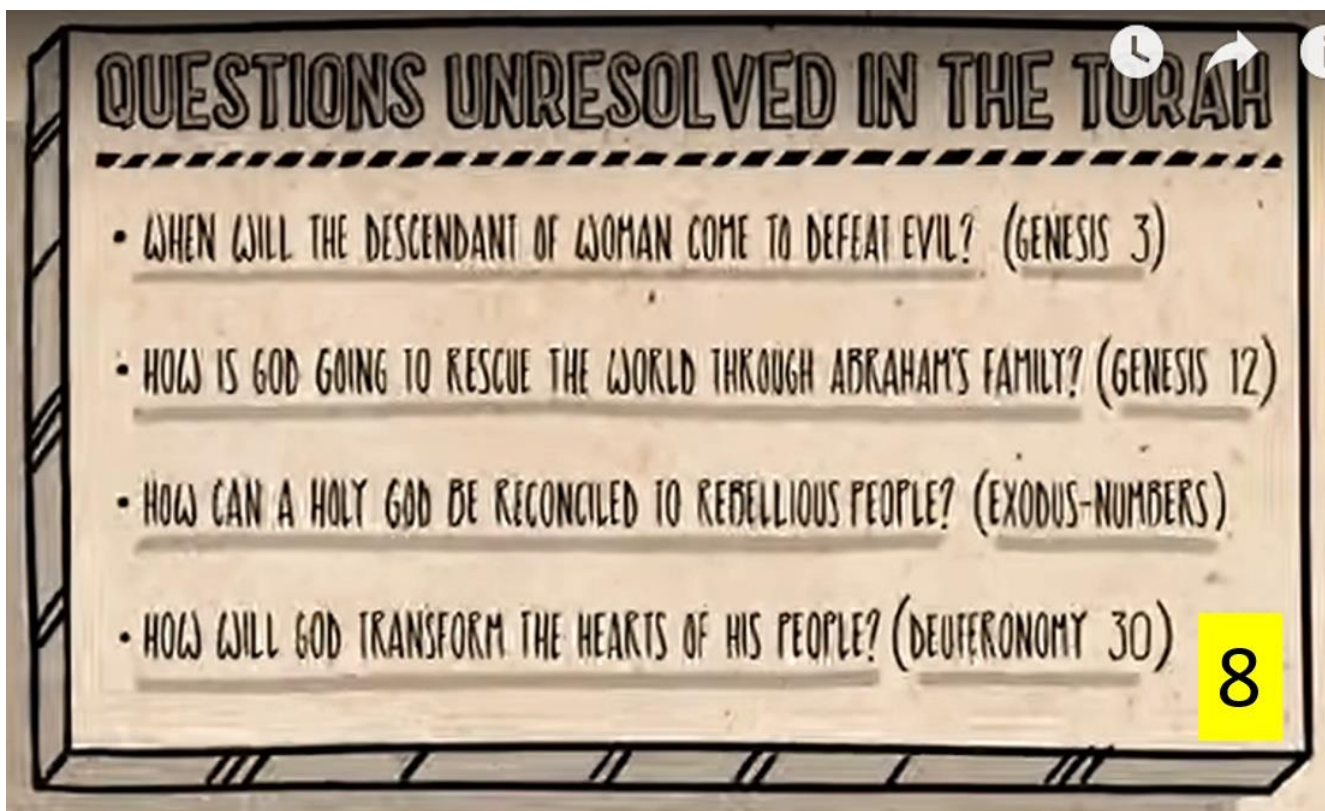 QUESTIONS UNRESOLVED IN THE TORAH
• WHEN WILL THE DESCENDANT OF WOMAN COME TO DEFEAT EVIL? (GENESIS 3)
• HOW IS GOD GOING TO RESCUE THE WORLD THROUGH ABRAHAM'S FAMILY? (GENESIS 12)
• HOW CAN A HOLY GOD BE RECONCILED TO REBELLIOUS PEOPLE? (EXODUS-NUMBERS)
• HOW WILL GOD TRANSFORM THE HEARTS OF HIS PEOPLE? (DEUTERONOMY 30)
8